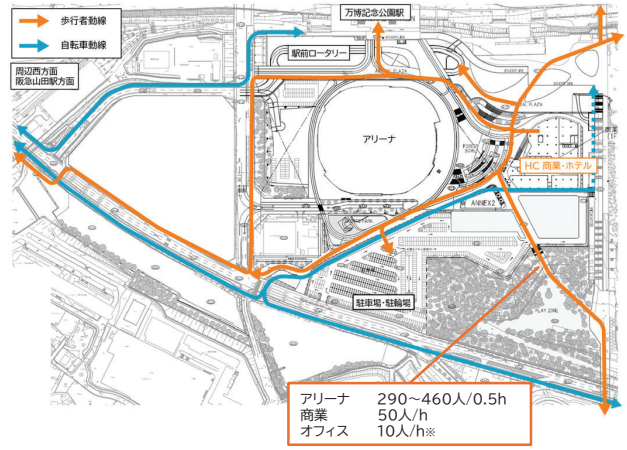 歩行者動線
自転車動線
周辺西方面
阪急山田駅方面
万博記念公園駅
駅前ロータリー
アリーナ
商業
HC 商業・ホテル
ANNEX2
駐車場・駐輪場
PLAY ZONE
アリーナ 290～460人/0.5h
商業 50人/h
オフィス 10人/h※